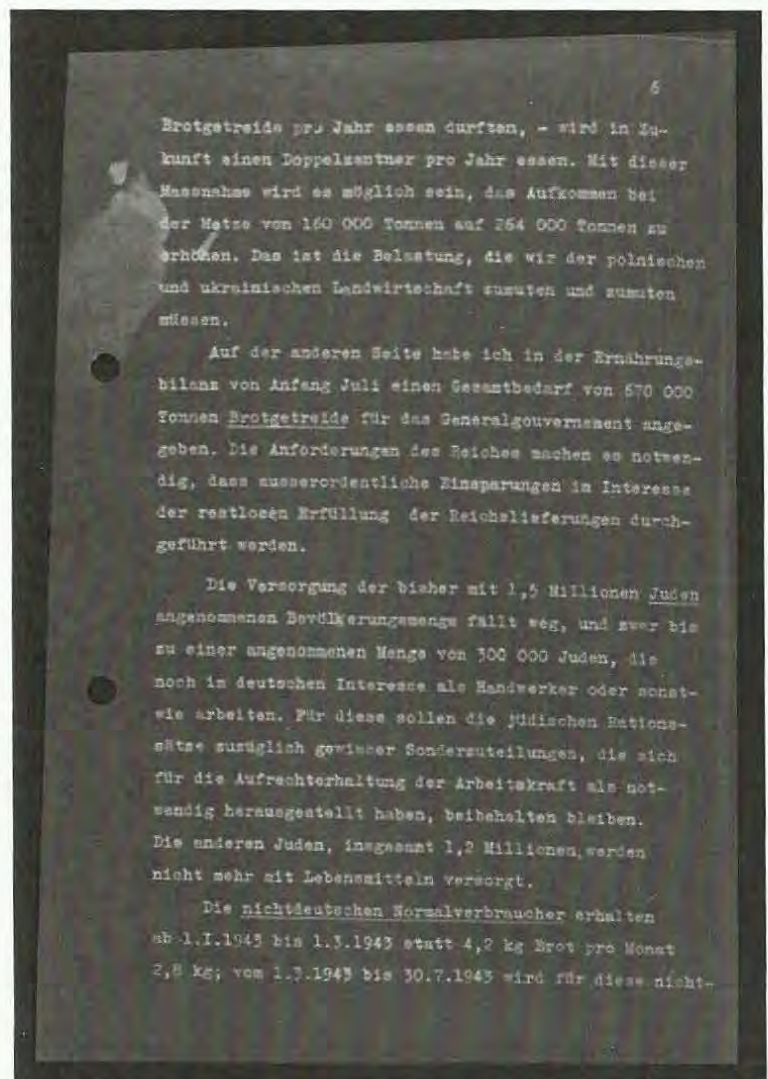 6
Brotgetreide pro Jahr essen durften, - wird in Zu-
kunft einen Doppelzentner pro Jahr essen. Mit dieser
Massnahme wird es möglich sein, das Aufkommen bei
der Metze von 160 000 Tonnen auf 264 000 Tonnen zu
erhöhen. Das ist die Belastung, die wir der polnischen
und ukrainischen Landwirtschaft zumuten und zumuten
müssen.
Auf der anderen Seite habe ich in der Ernährungs-
bilanz von Anfang Juli einen Gesamtbedarf von 670 000
Tonnen Brotgetreide für das Generalgouvernement ange-
geben. Die Anforderungen des Reiches machen es notwen-
dig, dass ausserordentliche Einsparungen im Interesse
der restlosen Erfüllung der Reichslieferungen durch-
geführt werden.
Die Versorgung der bisher mit 1,5 Millionen Juden
angenommenen Bevölkerungsmenge fällt weg, und zwar bis
zu einer angenommenen Menge von 300 000 Juden, die
noch im deutschen Interesse als Handwerker oder sonst-
wie arbeiten. Für diese sollen die jüdischen Rations-
sätze zuzüglich gewisser Sonderzuteilungen, die sich
für die Aufrechterhaltung der Arbeitskraft als not-
wendig herausgestellt haben, beibehalten bleiben.
Die anderen Juden, insgesamt 1,2 Millionen, werden
nicht mehr mit Lebensmitteln versorgt.
Die nichtdeutschen Normalverbraucher erhalten
ab 1.1.1943 bis 1.3.1943 statt 4,2 kg Brot pro Monat
2,8 kg; vom 1.3.1943 bis 30.7.1943 wird für diese nicht-